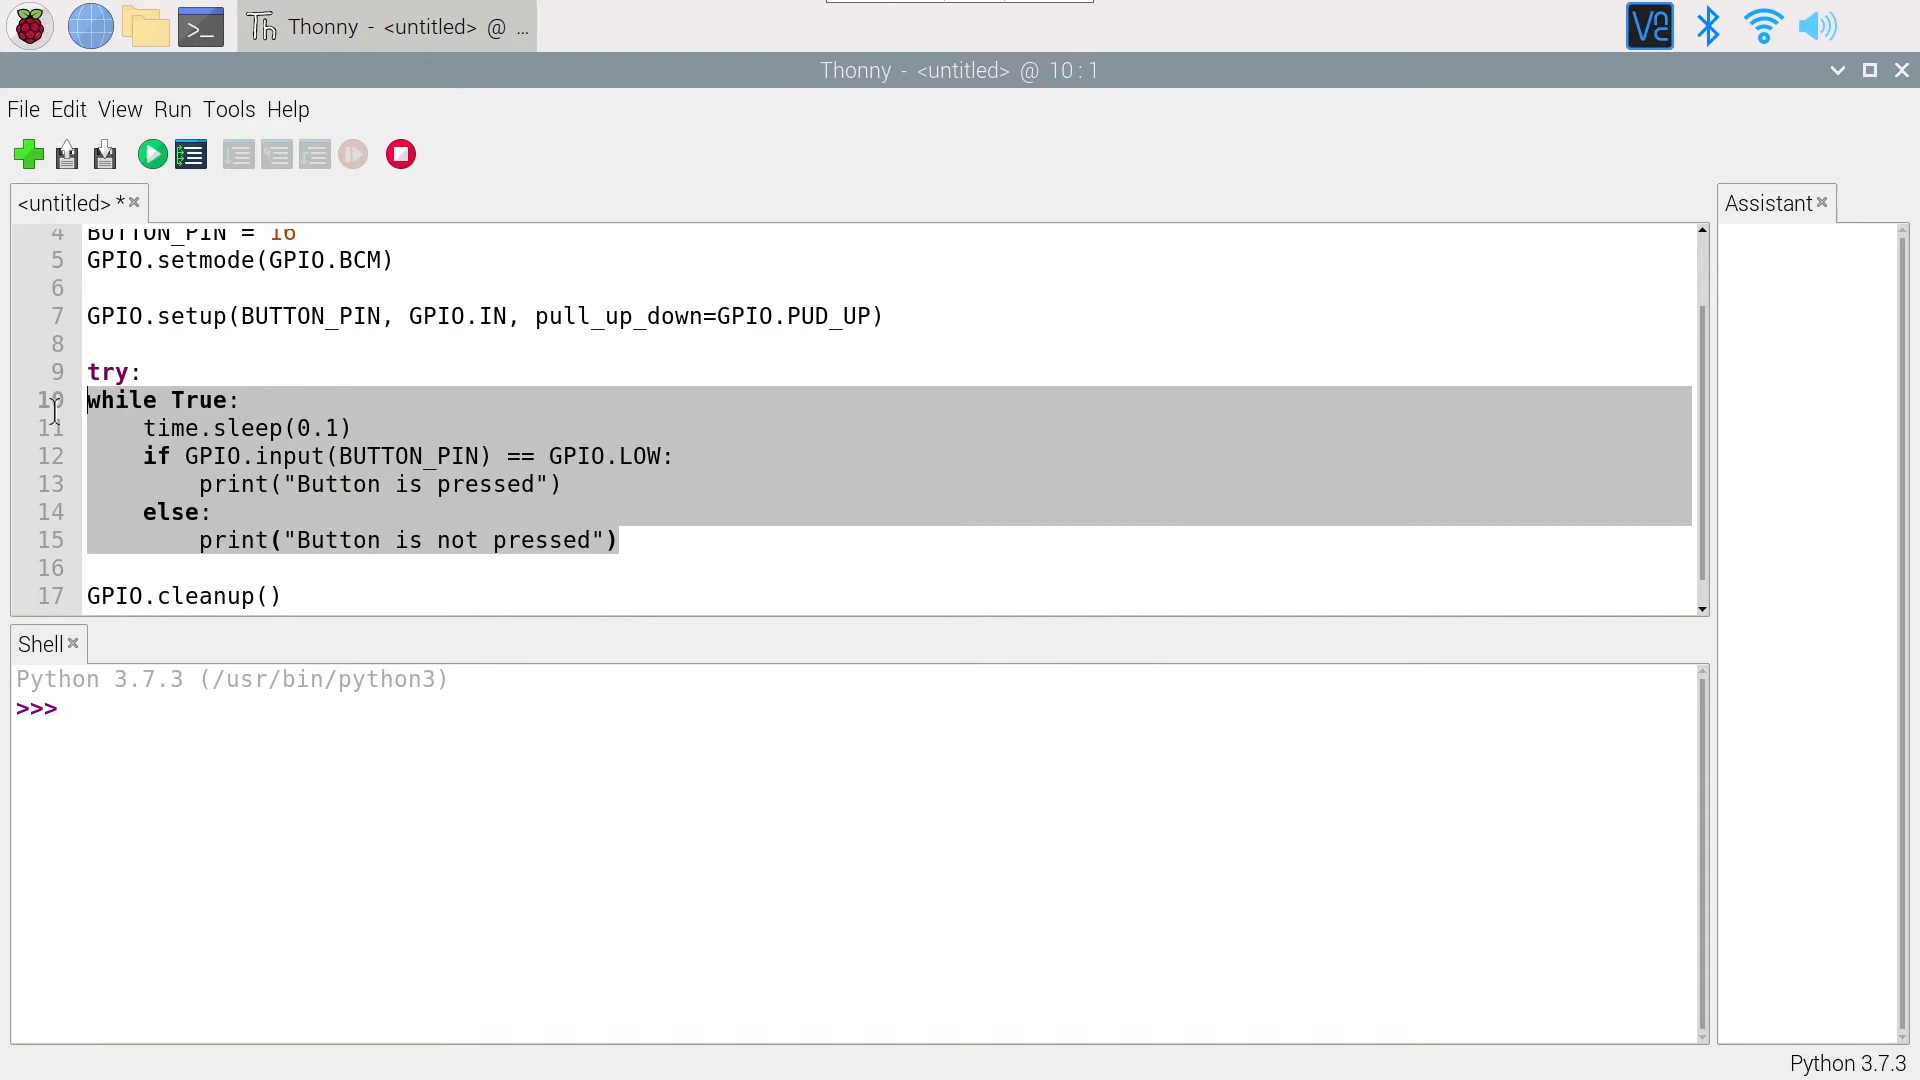 Thonny - <untitled> @ ...
Thonny - <untitled> @ 10:1
File Edit View Run Tools Help
<untitled> *
Assistant
4 BUTTON_PIN = 16
5 GPIO.setmode(GPIO.BCM)
6
7 GPIO.setup(BUTTON_PIN, GPIO.IN, pull_up_down=GPIO.PUD_UP)
8
9 try:
10 while True:
11     time.sleep(0.1)
12     if GPIO.input(BUTTON_PIN) == GPIO.LOW:
13         print("Button is pressed")
14     else:
15         print("Button is not pressed")
16
17 GPIO.cleanup()
Shell
Python 3.7.3 (/usr/bin/python3)
>>>
Python 3.7.3